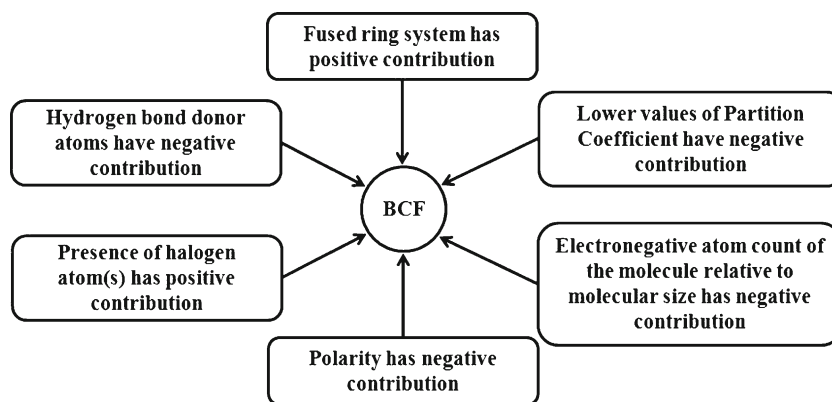 Fused ring system has
positive contribution
Hydrogen bond donor
atoms have negative
contribution
Lower values of Partition
Coefficient have negative
contribution
BCF
Presence of halogen
atom(s) has positive
contribution
Electronegative atom count of
the molecule relative to
molecular size has negative
contribution
Polarity has negative
contribution